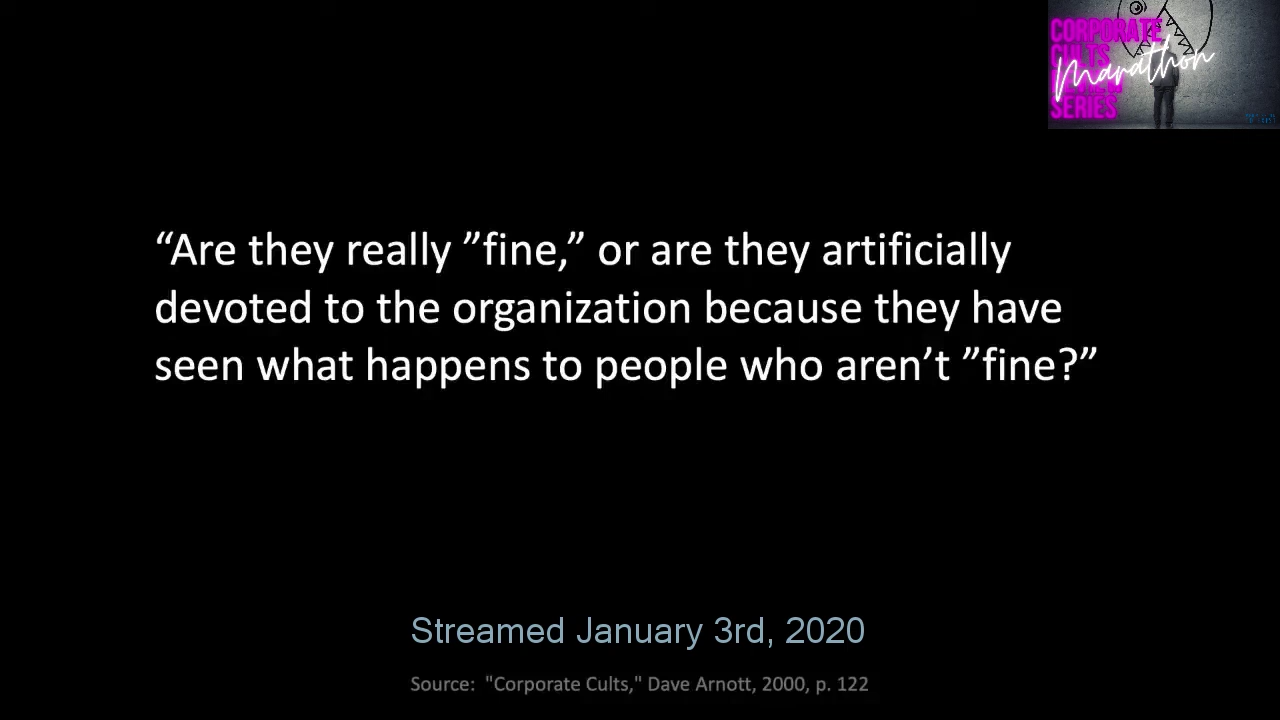 CORPORATE
CULTS
Marathon
SERIES
“Are they really ”fine,” or are they artificially
devoted to the organization because they have
seen what happens to people who aren’t ”fine?”
Streamed January 3rd, 2020
Source: "Corporate Cults," Dave Arnott, 2000, p. 122